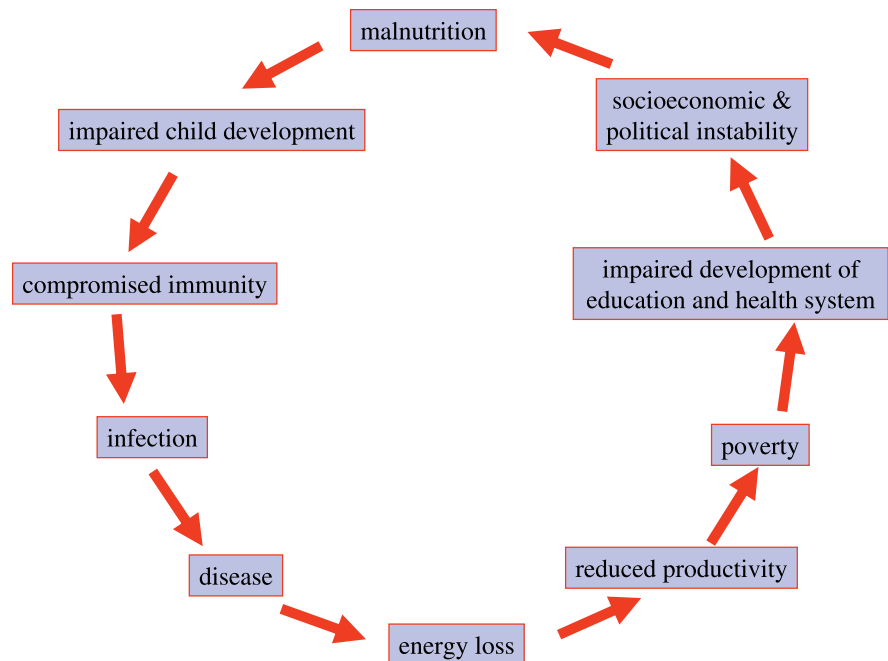 malnutrition
impaired child development
compromised immunity
infection
disease
energy loss
reduced productivity
poverty
impaired development of
education and health system
socioeconomic &
political instability